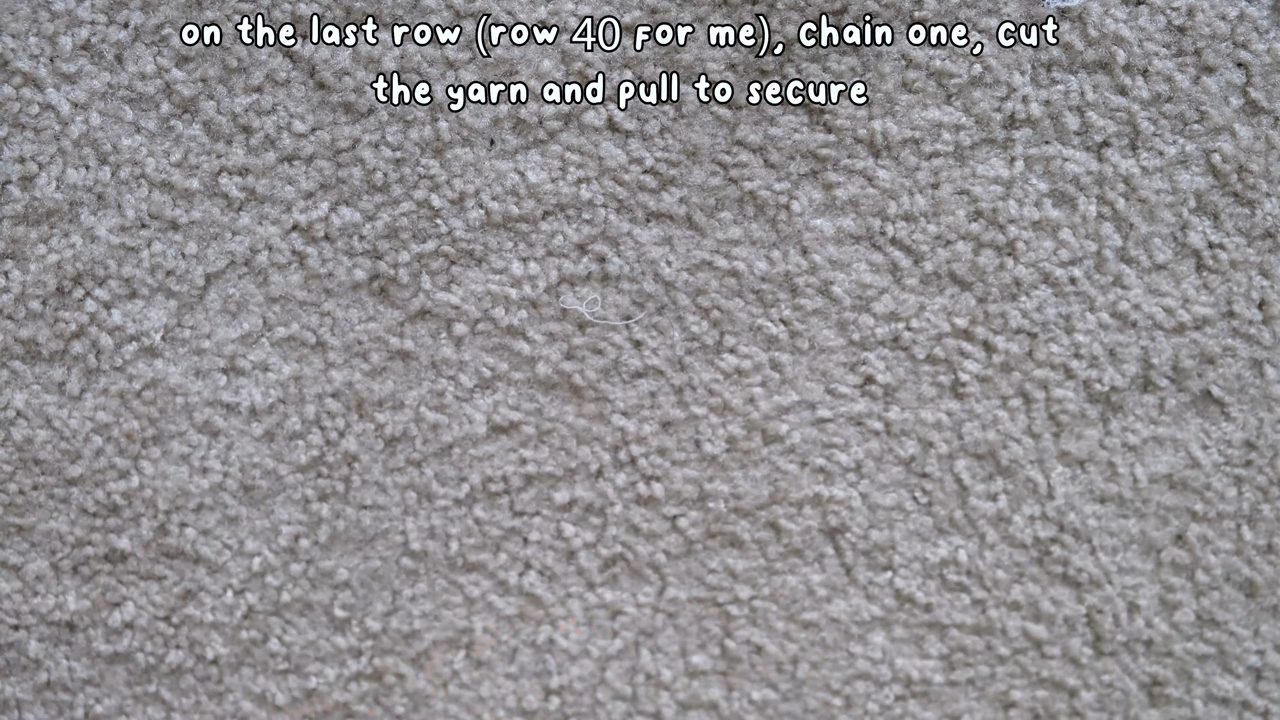 on the last row (row 40 for me), chain one, cut
the yarn and pull to secure